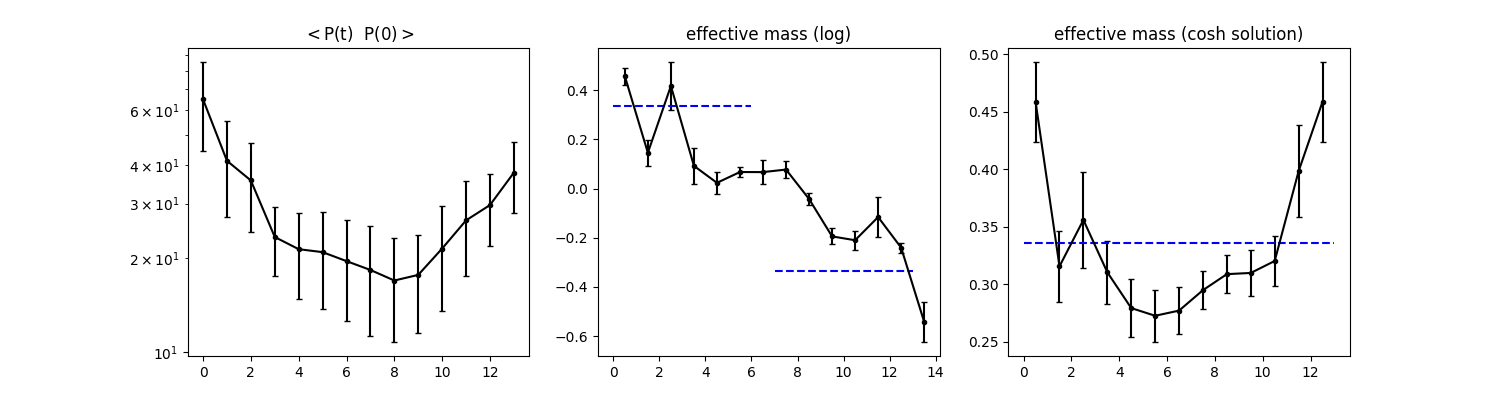 < P(t) P(0) >
6 × 10¹
4 × 10¹
3 × 10¹
2 × 10¹
10¹
0 2 4 6 8 10 12
effective mass (log)
0.4
0.2
0.0
−0.2
−0.4
−0.6
0 2 4 6 8 10 12 14
effective mass (cosh solution)
0.50
0.45
0.40
0.35
0.30
0.25
0 2 4 6 8 10 12